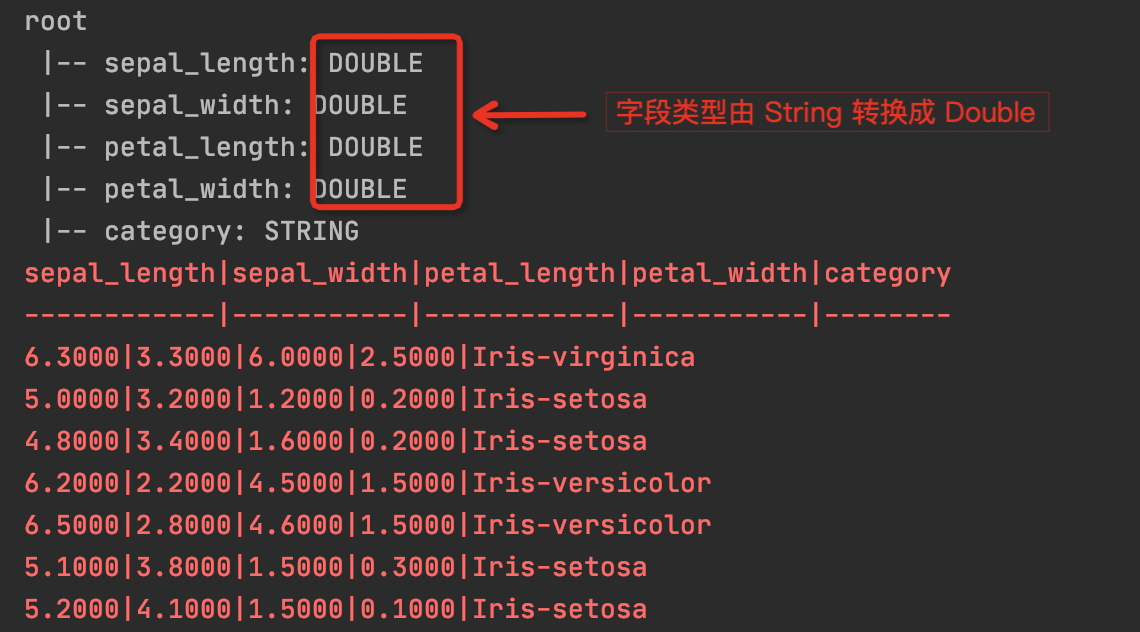 root
 |-- sepal_length: DOUBLE
 |-- sepal_width: DOUBLE
 |-- petal_length: DOUBLE
 |-- petal_width: DOUBLE
 |-- category: STRING
字段类型由 String 转换成 Double
sepal_length|sepal_width|petal_length|petal_width|category
------------|-----------|------------|-----------|--------
6.3000|3.3000|6.0000|2.5000|Iris-virginica
5.0000|3.2000|1.2000|0.2000|Iris-setosa
4.8000|3.4000|1.6000|0.2000|Iris-setosa
6.2000|2.2000|4.5000|1.5000|Iris-versicolor
6.5000|2.8000|4.6000|1.5000|Iris-versicolor
5.1000|3.8000|1.5000|0.3000|Iris-setosa
5.2000|4.1000|1.5000|0.1000|Iris-setosa